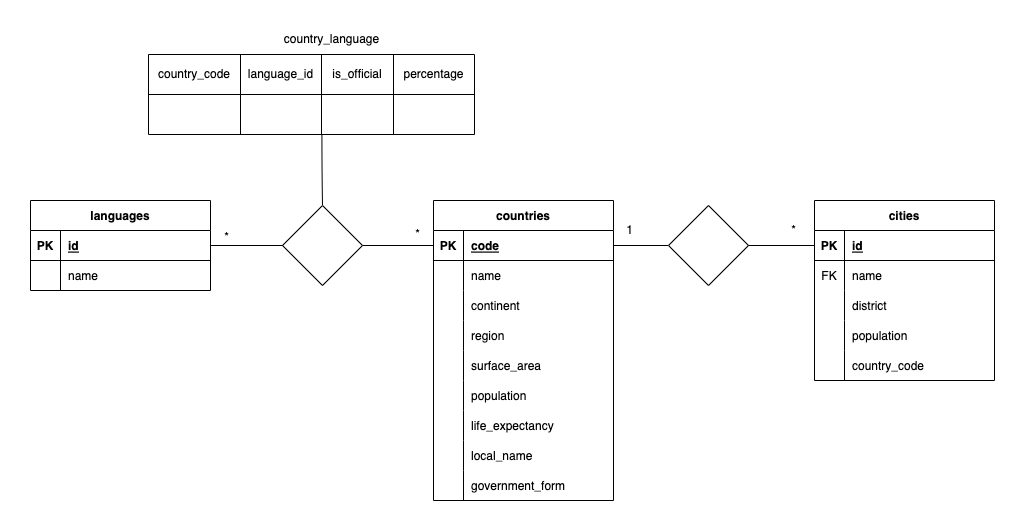 country_language
country_code language_id is_official percentage
languages
PK id
name
*
*
countries
PK code
name
continent
region
surface_area
population
life_expectancy
local_name
government_form
1
*
cities
PK id
FK name
district
population
country_code